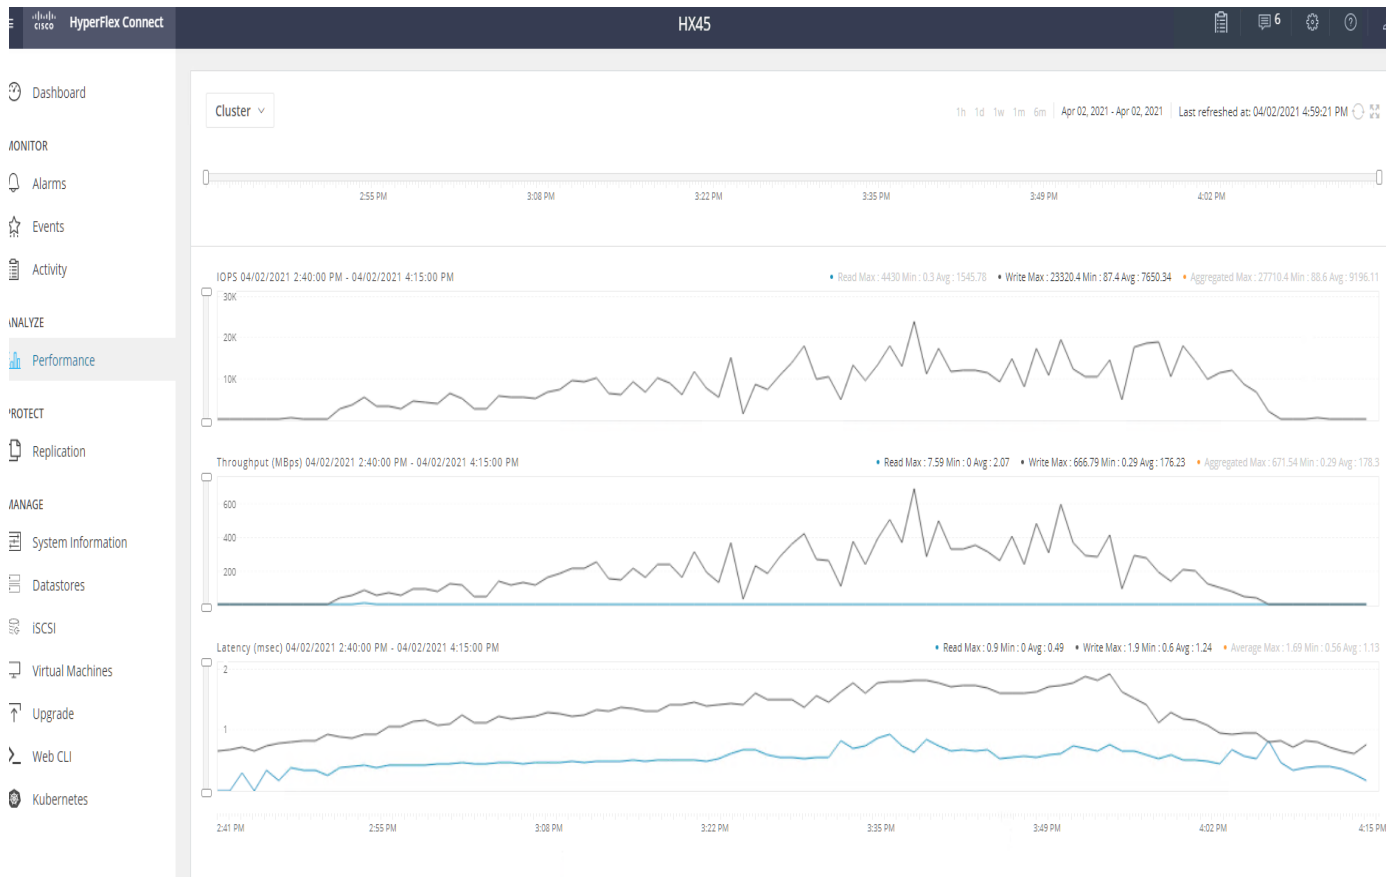 cisco HyperFlex Connect
HX45
6
Dashboard
MONITOR
Alarms
Events
Activity
ANALYZE
Performance
PROTECT
Replication
MANAGE
System Information
Datastores
iSCSI
Virtual Machines
Upgrade
Web CLI
Kubernetes
Cluster
1h 1d 1w 1m 6m Apr 02, 2021 - Apr 02, 2021 Last refreshed at: 04/02/2021 4:59:21 PM
2:55 PM 3:08 PM 3:22 PM 3:35 PM 3:49 PM 4:02 PM
IOPS 04/02/2021 2:40:00 PM - 04/02/2021 4:15:00 PM • Read Max : 4430 Min : 0.3 Avg : 1545.78 • Write Max : 23320.4 Min : 87.4 Avg : 7650.34 • Aggregated Max : 27710.4 Min : 88.6 Avg : 9196.11
30K
20K
10K
Throughput (MBps) 04/02/2021 2:40:00 PM - 04/02/2021 4:15:00 PM • Read Max : 7.59 Min : 0 Avg : 2.07 • Write Max : 666.79 Min : 0.29 Avg : 176.23 • Aggregated Max : 671.54 Min : 0.29 Avg : 178.3
600
400
200
Latency (msec) 04/02/2021 2:40:00 PM - 04/02/2021 4:15:00 PM • Read Max : 0.9 Min : 0 Avg : 0.49 • Write Max : 1.9 Min : 0.6 Avg : 1.24 • Average Max : 1.69 Min : 0.56 Avg : 1.13
2
1
2:41 PM 2:55 PM 3:08 PM 3:22 PM 3:35 PM 3:49 PM 4:02 PM 4:15 PM